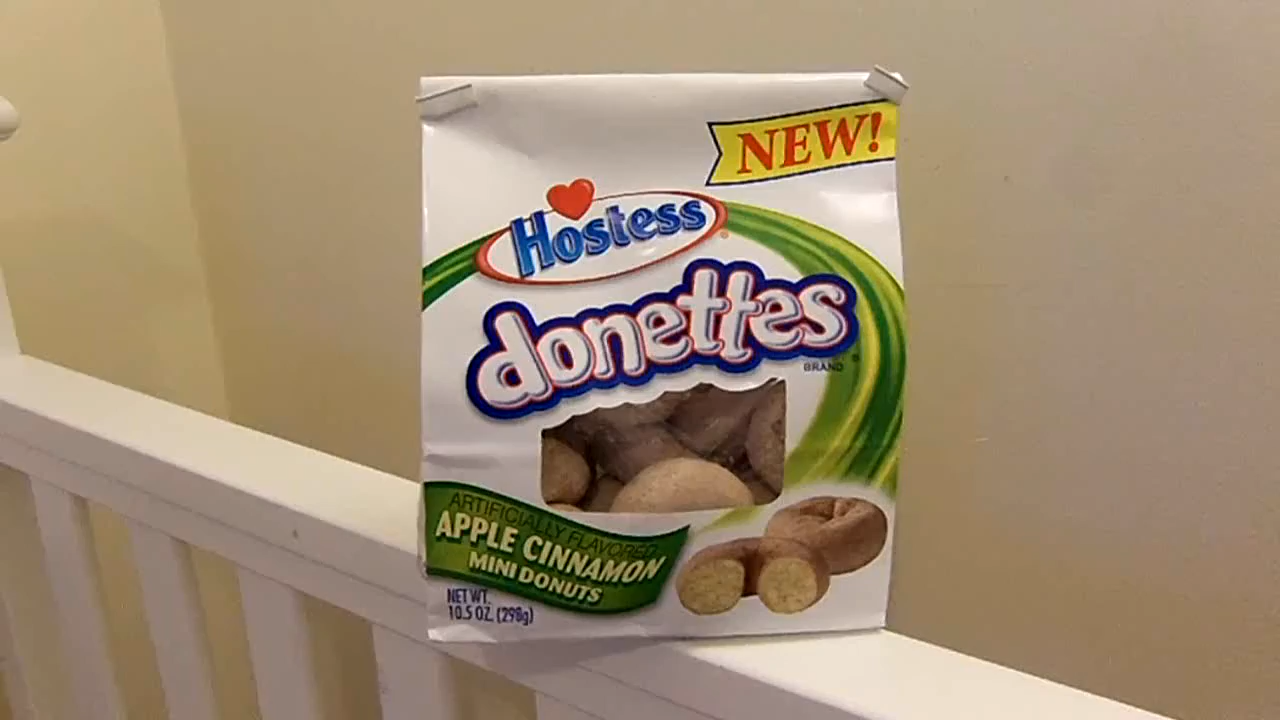 NEW!
Hostess
donettes
BRAND
ARTIFICIALLY FLAVORED
APPLE CINNAMON
MINI DONUTS
NET WT.
10.5 OZ. (298g)